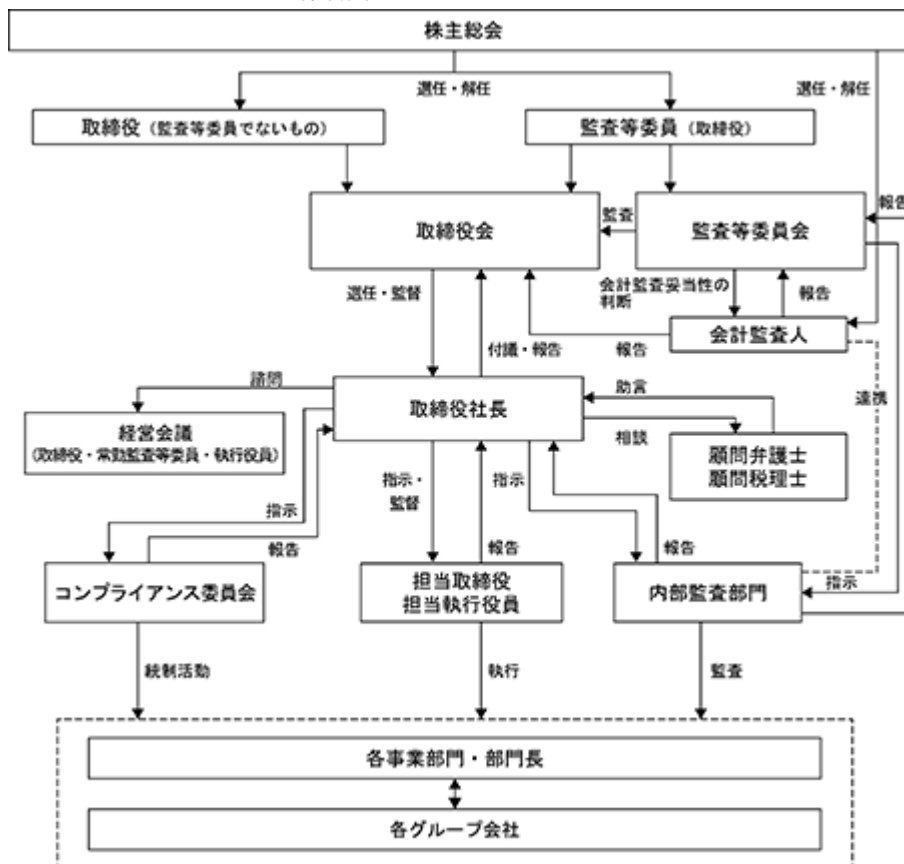 株主総会
選任・解任
選任・解任
取締役（監査等委員でないもの）
監査等委員（取締役）
取締役会
監査
監査等委員会
報告
選任・監督
会計監査妥当性の
判断
報告
付議・報告
報告
会計監査人
諮問
取締役社長
助言
連携
経営会議
（取締役・常勤監査等委員・執行役員）
相談
顧問弁護士
顧問税理士
指示
指示・
監督
指示
報告
報告
報告
コンプライアンス委員会
担当取締役
担当執行役員
内部監査部門
指示
統制活動
執行
監査
各事業部門・部門長
各グループ会社